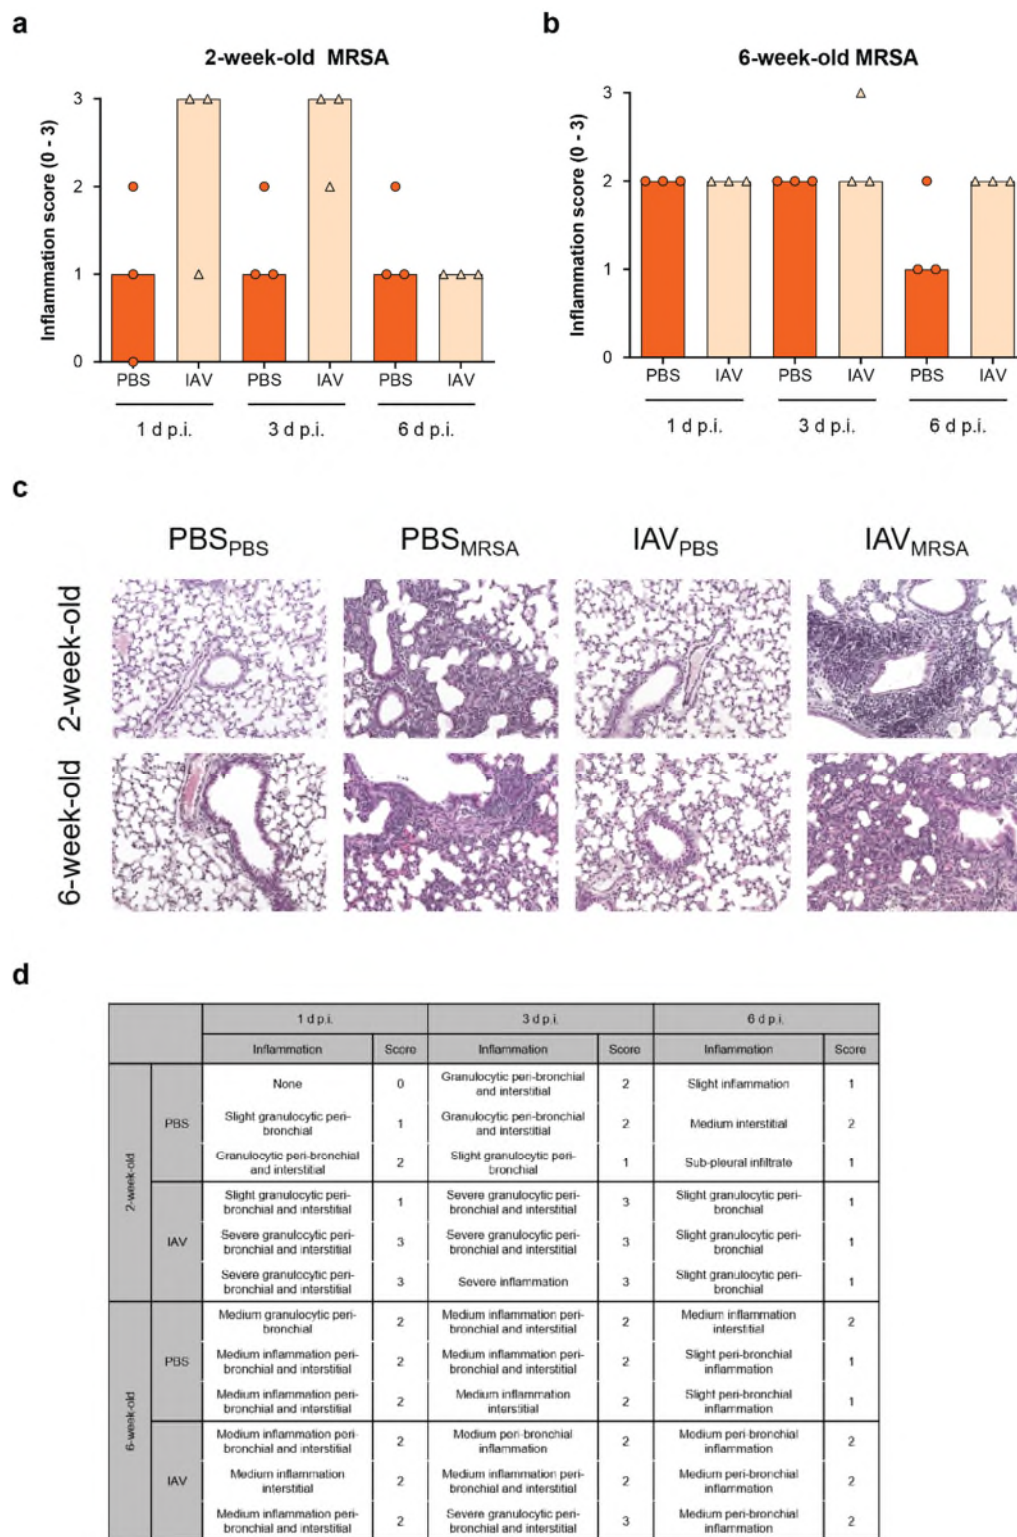 a
2-week-old MRSA
Inflammation score (0 - 3)
3
2
1
0
PBS IAV PBS IAV PBS IAV
1 d p.i. 3 d p.i. 6 d p.i.
b
6-week-old MRSA
Inflammation score (0 - 3)
3
2
1
0
PBS IAV PBS IAV PBS IAV
1 d p.i. 3 d p.i. 6 d p.i.
c
PBS PBS PBS MRSA IAV PBS IAV MRSA
2-week-old
6-week-old
d
1 d p.i. 3 d p.i. 6 d p.i.
Inflammation Score Inflammation Score Inflammation Score
2-week-old
PBS
None 0 Granulocytic peri-bronchial and interstitial 2 Slight inflammation 1
Slight granulocytic peri-bronchial 1 Granulocytic peri-bronchial and interstitial 2 Medium interstitial 2
Granulocytic peri-bronchial and interstitial 2 Slight granulocytic peri-bronchial 1 Sub-pleural infiltrate 1
IAV
Slight granulocytic peri-bronchial and interstitial 1 Severe granulocytic peri-bronchial and interstitial 3 Slight granulocytic peri-bronchial 1
Severe granulocytic peri-bronchial and interstitial 3 Severe granulocytic peri-bronchial and interstitial 3 Slight granulocytic peri-bronchial 1
Severe granulocytic peri-bronchial and interstitial 3 Severe inflammation 3 Slight granulocytic peri-bronchial 1
6-week-old
PBS
Medium granulocytic peri-bronchial 2 Medium inflammation peri-bronchial and interstitial 2 Medium inflammation interstitial 2
Medium inflammation peri-bronchial and interstitial 2 Medium inflammation peri-bronchial and interstitial 2 Slight peri-bronchial inflammation 1
Medium inflammation peri-bronchial and interstitial 2 Medium inflammation interstitial 2 Slight peri-bronchial inflammation 1
IAV
Medium inflammation peri-bronchial and interstitial 2 Medium peri-bronchial inflammation 2 Medium peri-bronchial inflammation 2
Medium inflammation interstitial 2 Medium inflammation peri-bronchial and interstitial 2 Medium peri-bronchial inflammation 2
Medium inflammation peri-bronchial and interstitial 2 Severe granulocytic peri-bronchial and interstitial 3 Medium peri-bronchial inflammation 2